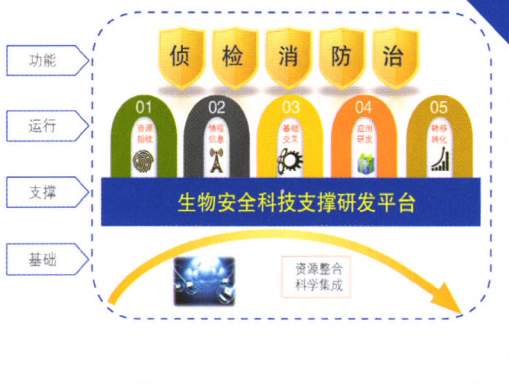 功能
侦 检 消 防 治
运行
01 02 03 04 05
资源 情报 基础 应用 转移
指纹 信息 交叉 研发 转化
支撑
生物安全科技支撑研发平台
基础
资源整合
科学集成